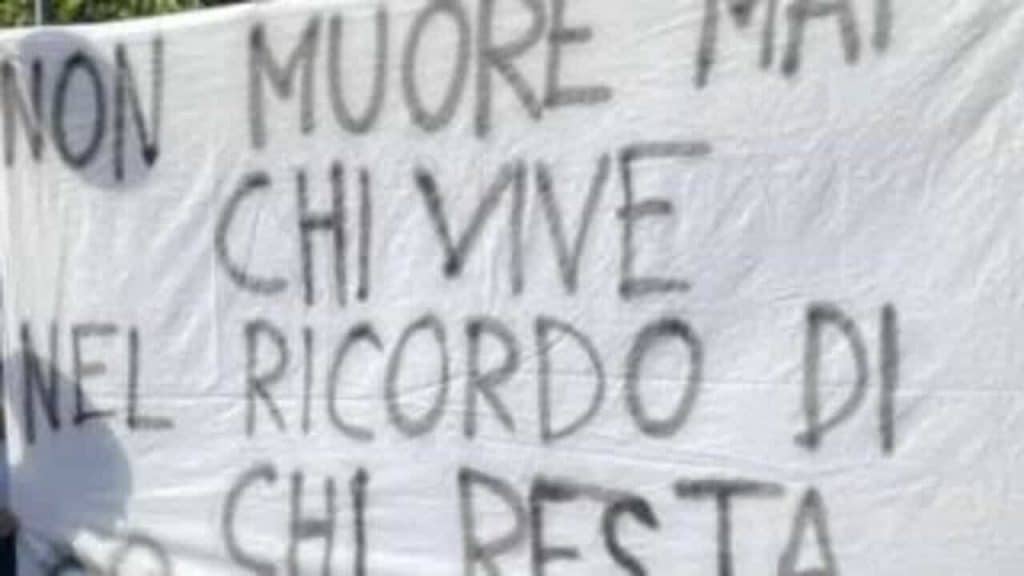 NON MUORE MAI
CHI VIVE
NEL RICORDO DI
CHI RESTA